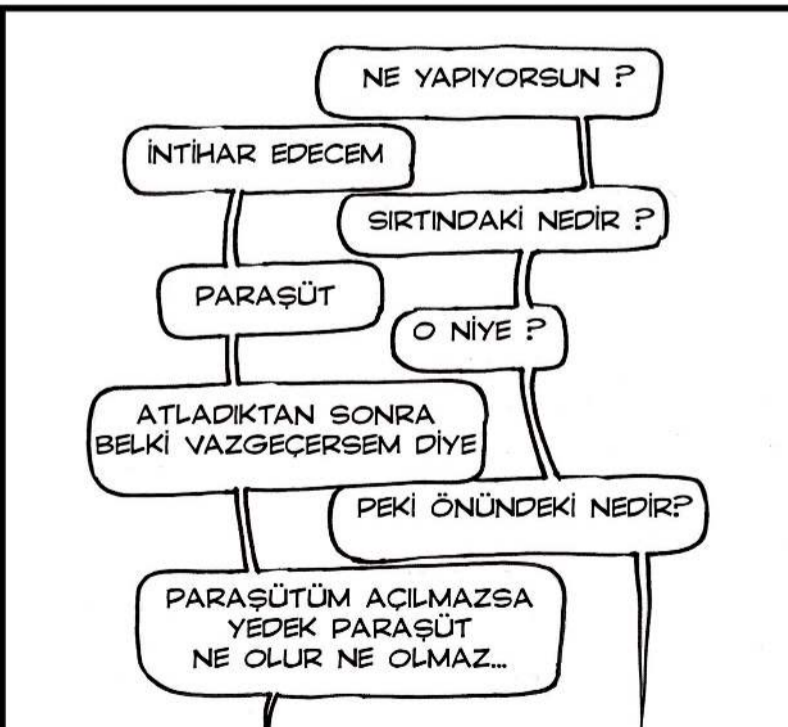 NE YAPIYORSUN ?
İNTİHAR EDECEM
SIRTINDAKİ NEDİR ?
PARAŞÜT
O NİYE ?
ATLADIKTAN SONRA
BELKİ VAZGEÇERSEM DİYE
PEKİ ÖNÜNDEKİ NEDİR?
PARAŞÜTÜM AÇILMAZSA
YEDEK PARAŞÜT
NE OLUR NE OLMAZ...